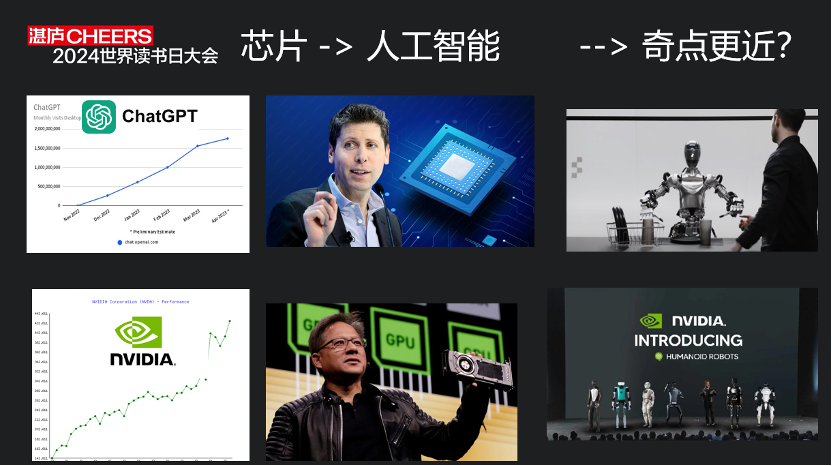 湛庐CHEERS
2024世界读书日大会
芯片 -> 人工智能
--> 奇点更近?
ChatGPT
Monthly Visits Desktop
ChatGPT
2,000,000,000
1,500,000,000
1,000,000,000
500,000,000
0
Nov 2022
Dec 2022
Jan 2023
Feb 2023
Mar 2023
Apr 2023 *
* Preliminary Estimate
chat.openai.com
NVIDIA Corporation (NVDA) - Performance
NVIDIA.
GPU
GPU
NVIDIA.
INTRODUCING
HUMANOID ROBOTS